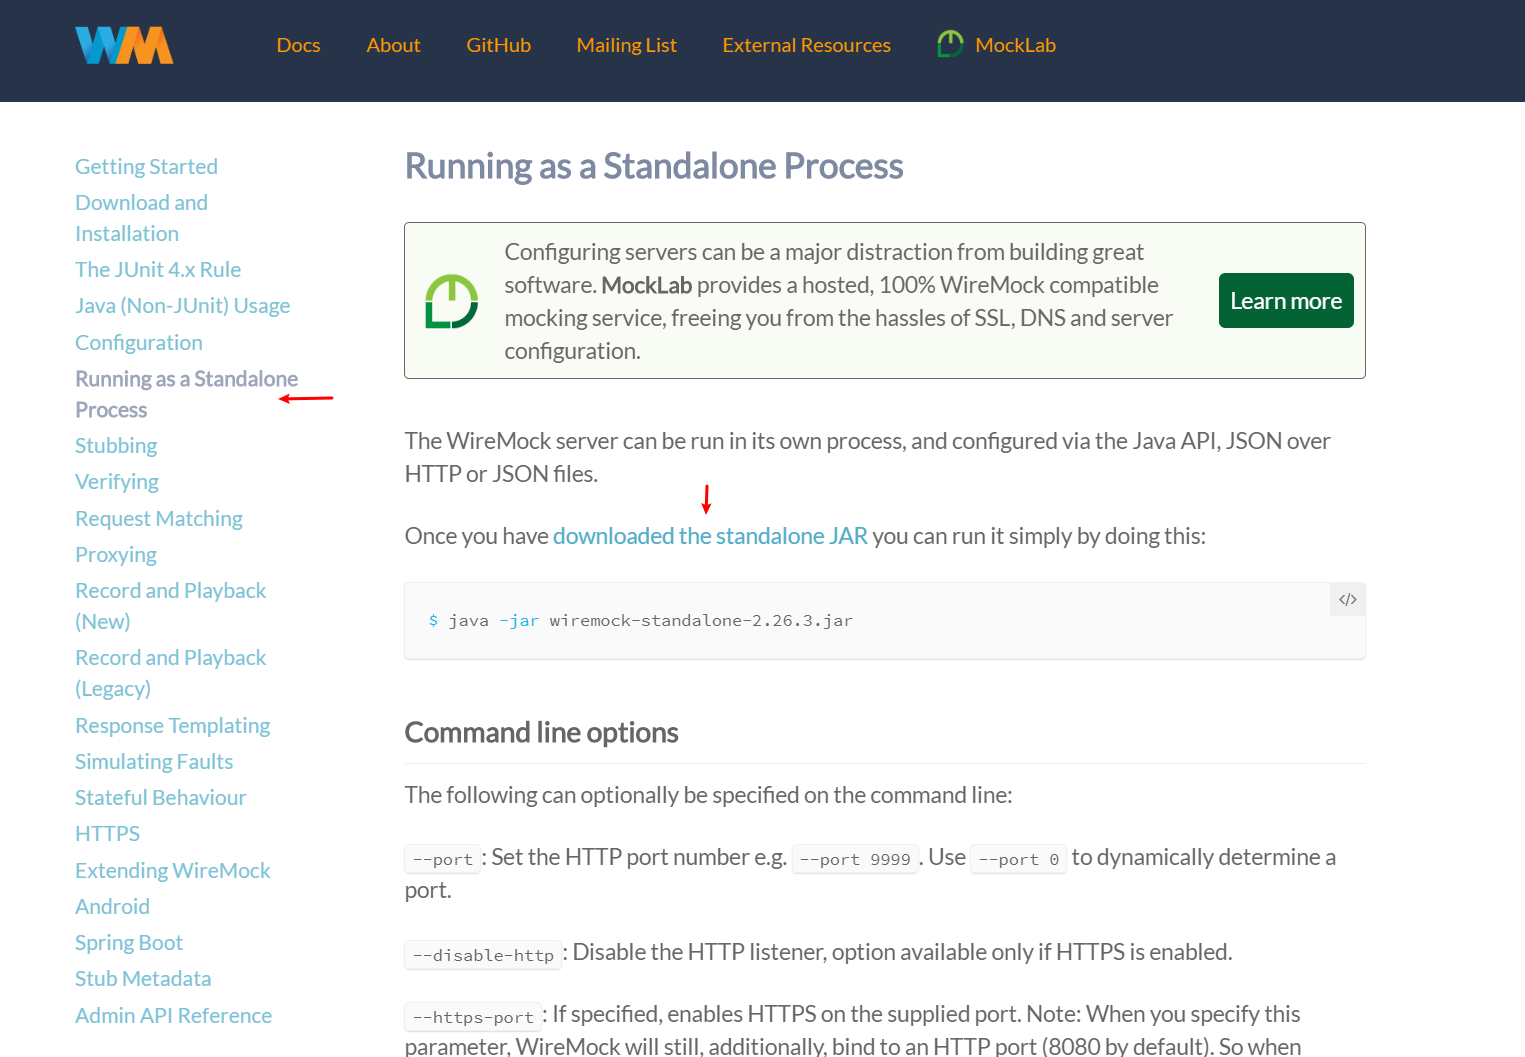 WM
Docs About GitHub Mailing List External Resources MockLab
Getting Started
Download and
Installation
The JUnit 4.x Rule
Java (Non-JUnit) Usage
Configuration
Running as a Standalone
Process
Stubbing
Verifying
Request Matching
Proxying
Record and Playback
(New)
Record and Playback
(Legacy)
Response Templating
Simulating Faults
Stateful Behaviour
HTTPS
Extending WireMock
Android
Spring Boot
Stub Metadata
Admin API Reference
Running as a Standalone Process
Configuring servers can be a major distraction from building great
software. MockLab provides a hosted, 100% WireMock compatible
mocking service, freeing you from the hassles of SSL, DNS and server
configuration.
Learn more
The WireMock server can be run in its own process, and configured via the Java API, JSON over
HTTP or JSON files.
Once you have downloaded the standalone JAR you can run it simply by doing this:
</>
$ java -jar wiremock-standalone-2.26.3.jar
Command line options
The following can optionally be specified on the command line:
--port: Set the HTTP port number e.g. --port 9999. Use --port 0 to dynamically determine a
port.
--disable-http: Disable the HTTP listener, option available only if HTTPS is enabled.
--https-port: If specified, enables HTTPS on the supplied port. Note: When you specify this
parameter, WireMock will still, additionally, bind to an HTTP port (8080 by default). So when